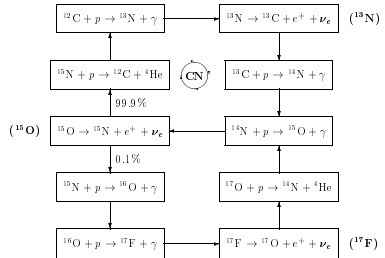 ¹²C + p → ¹³N + γ ¹³N → ¹³C + e⁺ + νₑ (¹³N)
¹⁵N + p → ¹²C + ⁴He CN ¹³C + p → ¹⁴N + γ
99.9%
(¹⁵O) ¹⁵O → ¹⁵N + e⁺ + νₑ ¹⁴N + p → ¹⁵O + γ
0.1%
¹⁵N + p → ¹⁶O + γ ¹⁷O + p → ¹⁴N + ⁴He
¹⁶O + p → ¹⁷F + γ ¹⁷F → ¹⁷O + e⁺ + νₑ (¹⁷F)